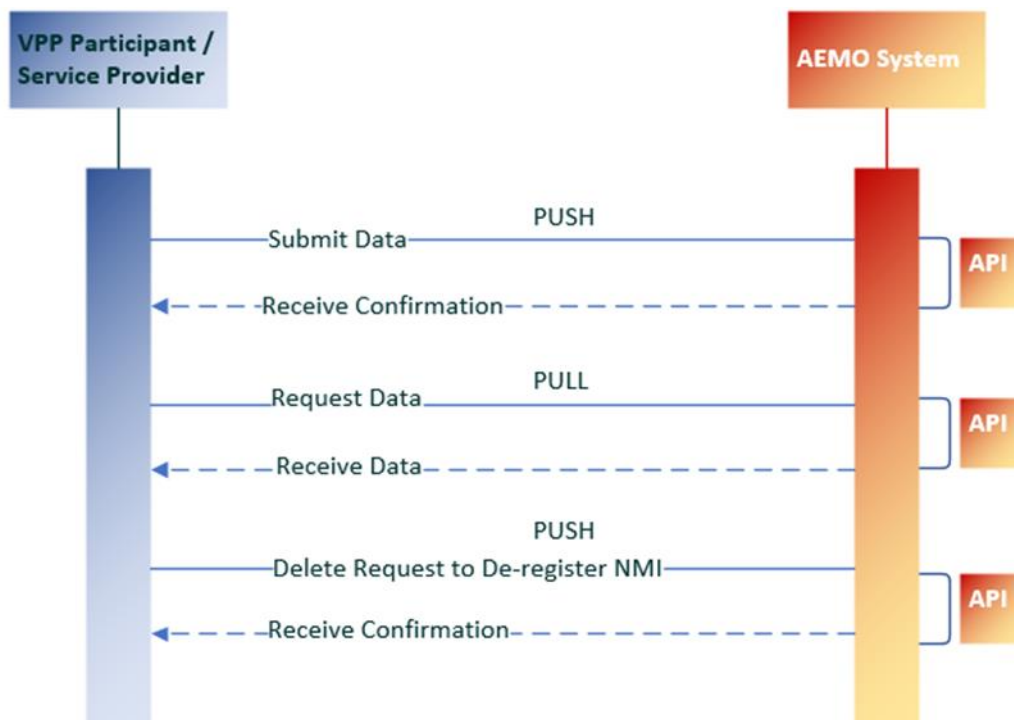 VPP Participant /
Service Provider
AEMO System
PUSH
Submit Data
API
Receive Confirmation
PULL
Request Data
API
Receive Data
PUSH
Delete Request to De-register NMI
API
Receive Confirmation